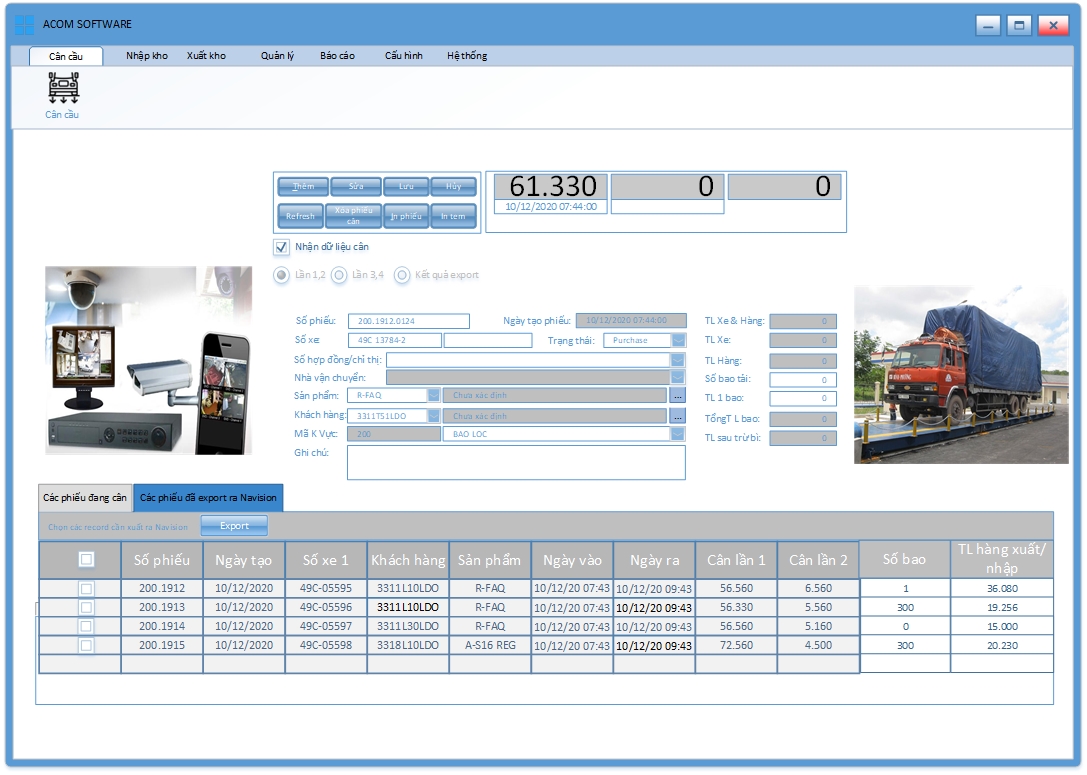 ACOM SOFTWARE
Cân cầu Nhập kho Xuất kho Quản lý Báo cáo Cấu hình Hệ thống
Cân cầu
Thêm Sửa Lưu Hủy
Refresh Xóa phiếu cân In phiếu In tem
61.330 0 0
10/12/2020 07:44:00
Nhận dữ liệu cân
Lần 1,2 Lần 3,4 Kết quả export
Số phiếu: 200.1912.0124 Ngày tạo phiếu: 10/12/2020 07:44:00 TL Xe & Hàng: 0
Số xe: 49C 13784-2 Trạng thái: Purchase TL Xe: 0
Số hợp đồng/chỉ thị: TL Hàng: 0
Nhà vận chuyển: Số bao tải: 0
Sản phẩm: R-FAQ Chưa xác định ... TL 1 bao: 0
Khách hàng: 3311T51LDO Chưa xác định ... TổngT L bao: 0
Mã K Vực: 200 BAO LOC TL sau trừ bì: 0
Ghi chú:
Các phiếu đang cân Các phiếu đã export ra Navision
Chọn các record cần xuất ra Navision Export
Số phiếu Ngày tạo Số xe 1 Khách hàng Sản phẩm Ngày vào Ngày ra Cân lần 1 Cân lần 2 Số bao TL hàng xuất/
nhập
200.1912 10/12/2020 49C-05595 3311L10LDO R-FAQ 10/12/20 07:43 10/12/20 09:43 56.560 6.560 1 36.080
200.1913 10/12/2020 49C-05596 3311L10LDO R-FAQ 10/12/20 07:43 10/12/20 09:43 56.330 5.560 300 19.256
200.1914 10/12/2020 49C-05597 3311L30LDO R-FAQ 10/12/20 07:43 10/12/20 09:43 56.560 5.160 0 15.000
200.1915 10/12/2020 49C-05598 3318L10LDO A-S16 REG 10/12/20 07:43 10/12/20 09:43 72.560 4.500 300 20.230